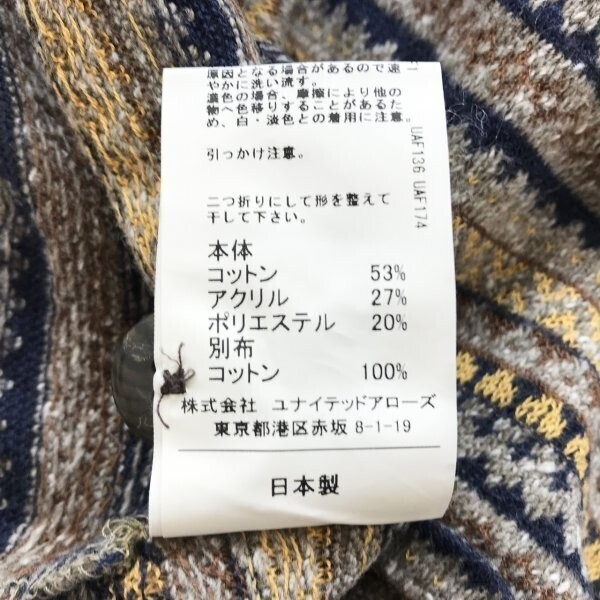 原因となる場合があるので速
やかに洗い流す。
濃色の場合、摩擦により他の
物へ色移りすることがあるた
め、白・淡色との着用に注意。
引っかけ注意。
二つ折りにして形を整えて
干して下さい。
本体
コットン 53%
アクリル 27%
ポリエステル 20%
別布
コットン 100%
株式会社 ユナイテッドアローズ
東京都港区赤坂 8-1-19
日本製
UAF136 UAF174